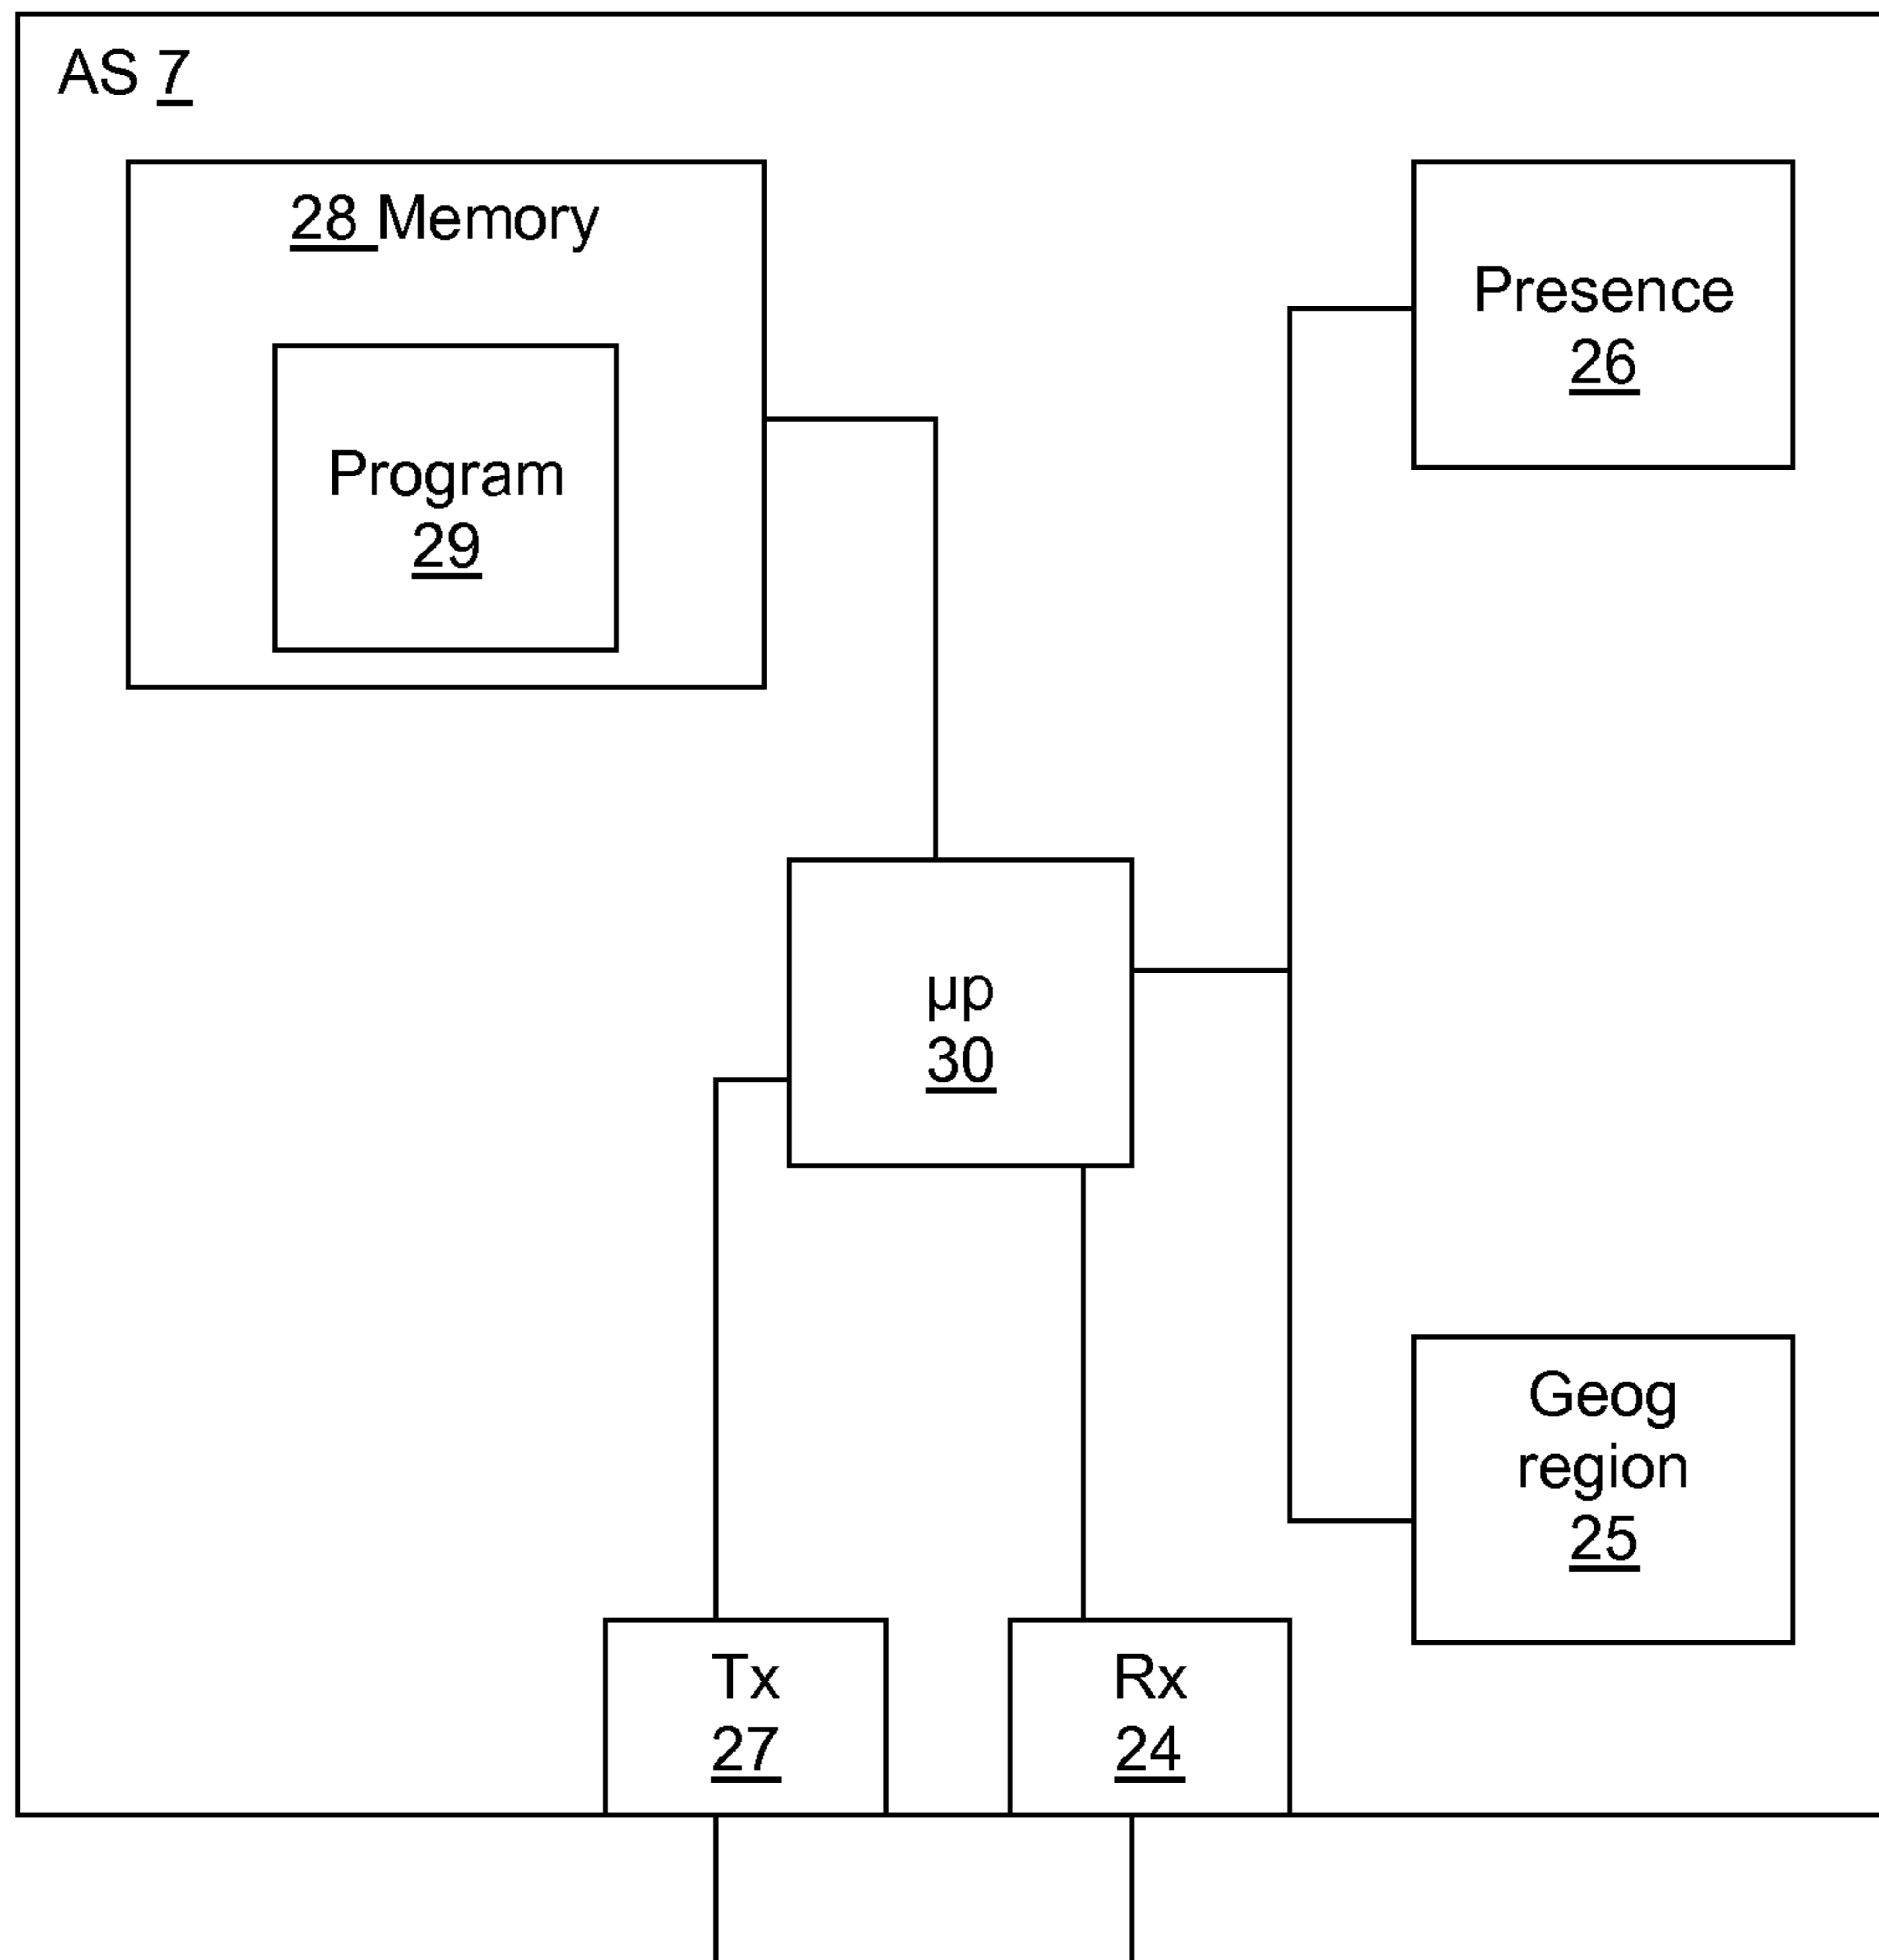 AS 7
28 Memory
Program
29
Presence
26
µp
30
Geog
region
25
Tx
27
Rx
24